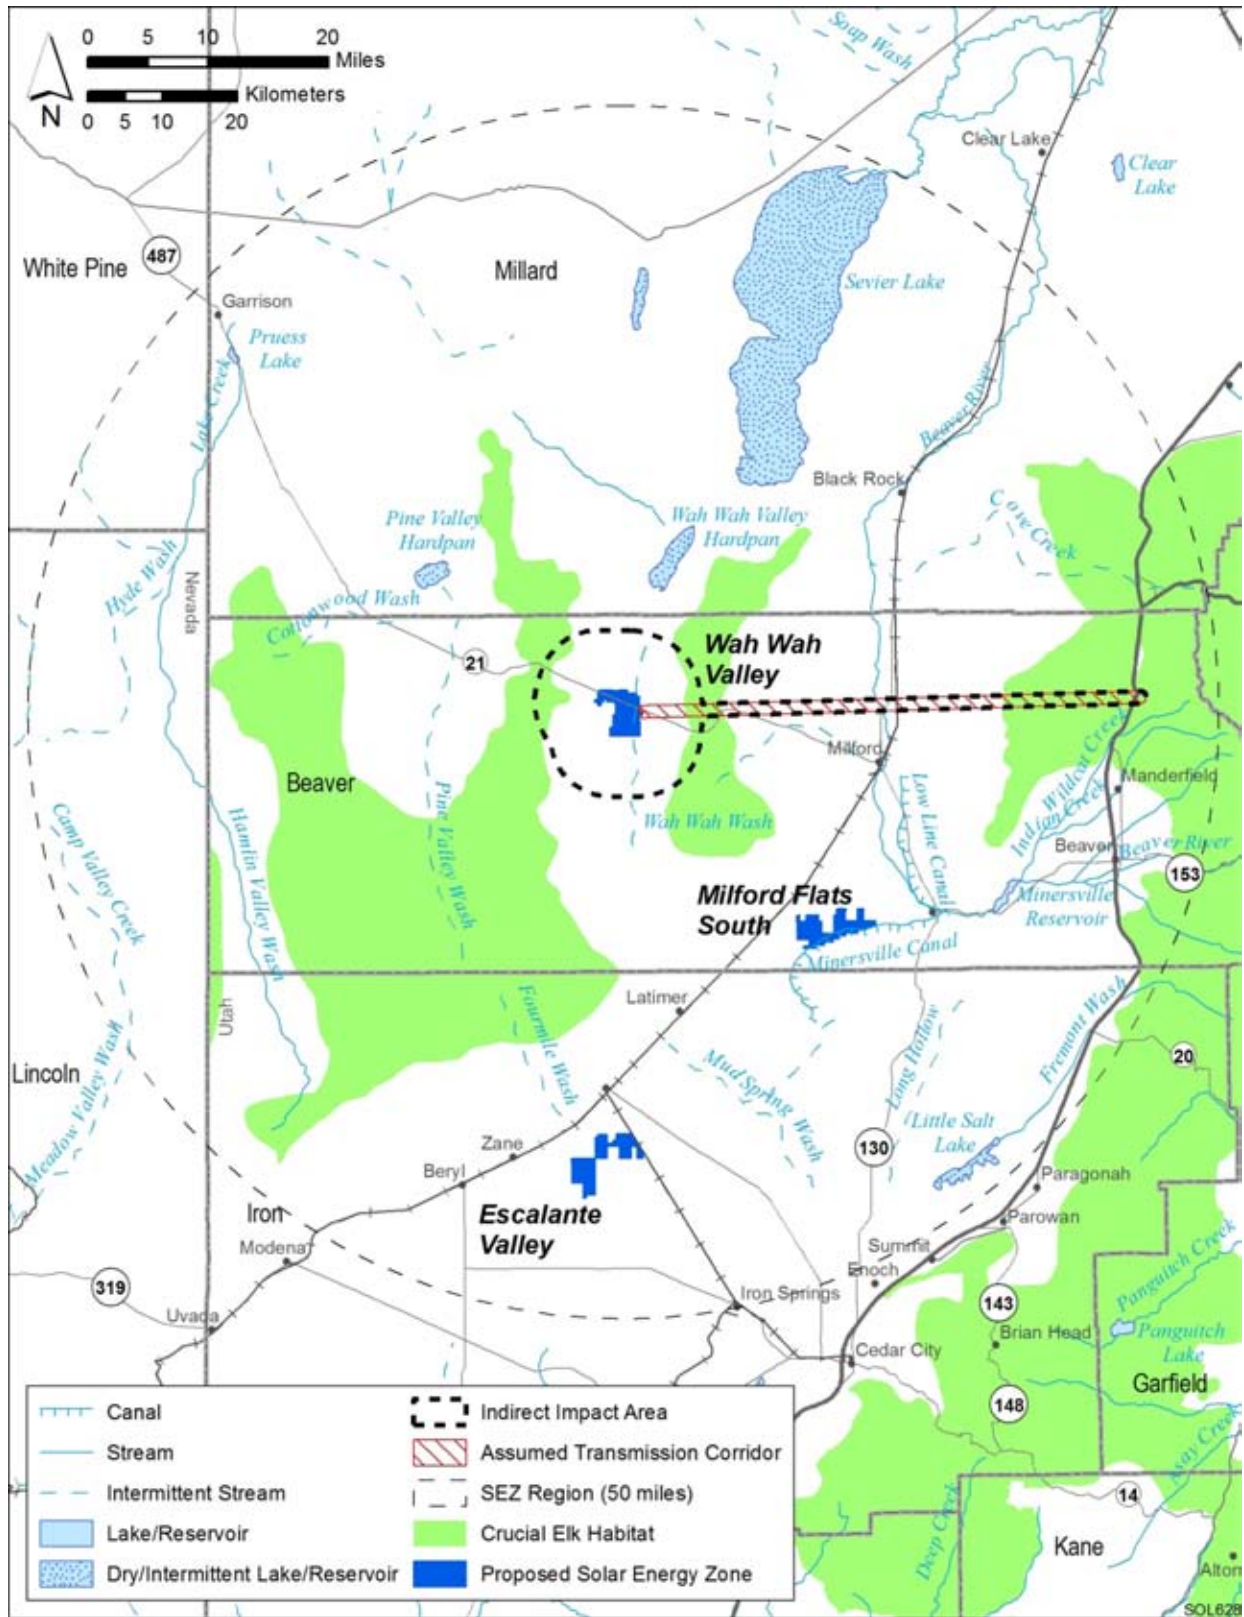 0 5 10 20
Miles
Kilometers
0 5 10 20
N
Soap Wash
Clear Lake
Clear
Lake
487
White Pine
Millard
Sevier Lake
Garrison
Pruess
Lake
Lake Creek
Beaver River
Black Rock
Cove Creek
Pine Valley
Hardpan
Wah Wah Valley
Hardpan
Hyde Wash
Nevada
Cottonwood Wash
21
Wah Wah
Valley
Milford
Wildcat Creek
Manderfield
Beaver
Indian Creek
Low Line Canal
Pine Valley Wash
Wah Wah Wash
Camp Valley Creek
Hamlin Valley Wash
Beaver
Beaver River
153
Milford Flats
South
Minersville
Reservoir
Minersville Canal
Utah
Latimer
Fourmile Wash
Fremont Wash
20
Lincoln
Meadow Valley Wash
Mud Spring Wash
Long Hollow
Little Salt
Lake
130
Zane
Beryl
Paragonah
Escalante
Valley
Iron
Parowan
Modena
Summit
Enoch
Panguitch Creek
319
Iron Springs
143
Uvada
Brian Head
Panguitch
Lake
Cedar City
Garfield
148
Asay Creek
14
Deep Creek
Kane
Alton
Canal
Stream
Intermittent Stream
Lake/Reservoir
Dry/Intermittent Lake/Reservoir
Indirect Impact Area
Assumed Transmission Corridor
SEZ Region (50 miles)
Crucial Elk Habitat
Proposed Solar Energy Zone
SOL628